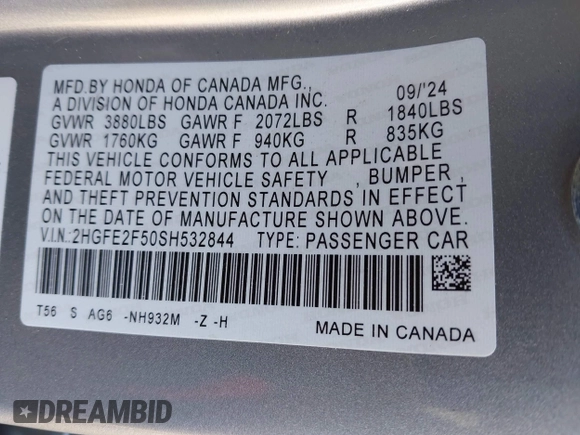 MFD.BY HONDA OF CANADA MFG., 09/'24
A DIVISION OF HONDA CANADA INC.
GVWR 3880LBS GAWR F 2072LBS R 1840LBS
GVWR 1760KG GAWR F 940KG R 835KG
THIS VEHICLE CONFORMS TO ALL APPLICABLE
FEDERAL MOTOR VEHICLE SAFETY , BUMPER ,
AND THEFT PREVENTION STANDARDS IN EFFECT
ON THE DATE OF MANUFACTURE SHOWN ABOVE.
V.I.N.:2HGFE2F50SH532844 TYPE: PASSENGER CAR
T56 S AG6 -NH932M -Z -H
MADE IN CANADA
DREAMBID